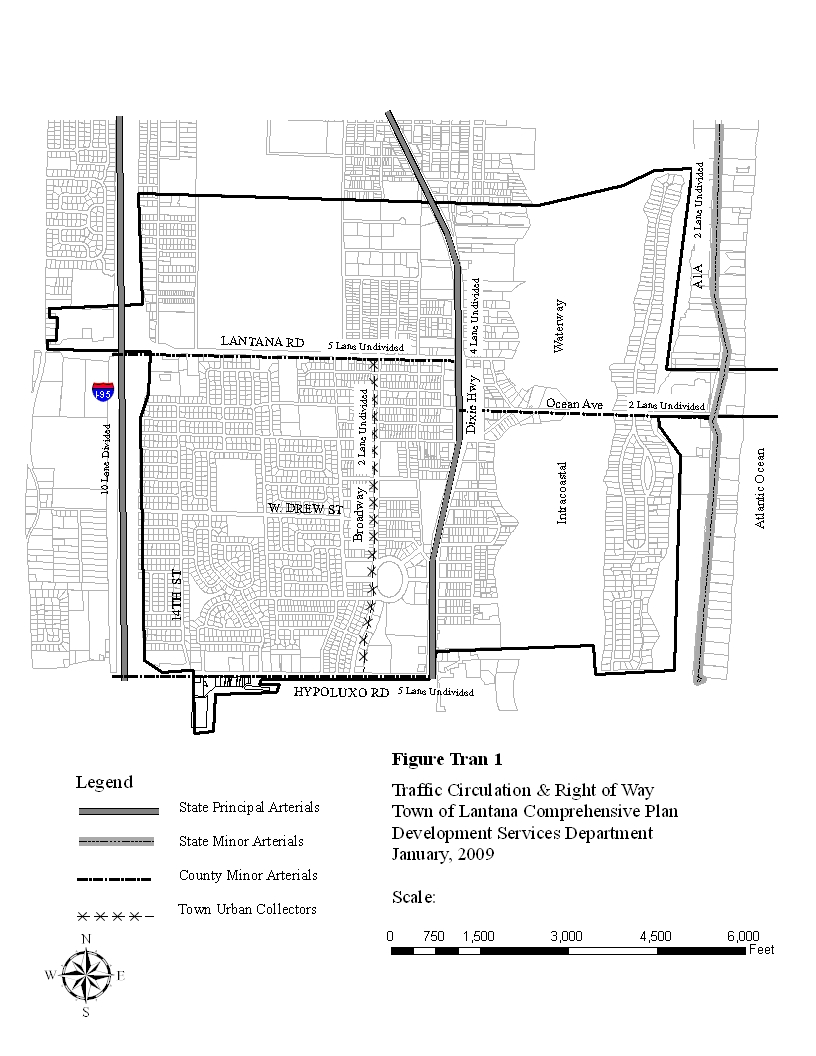 2 Lane Undivided
A1A
4 Lane Undivided
Waterway
LANTANA RD
5 Lane Undivided
I-95
2 Lane Undivided
Dixie Hwy
Ocean Ave
2 Lane Undivided
10 Lane Divided
W. DREW ST
Broadway
Intracoastal
Atlantic Ocean
14TH ST
HYPOLUXO RD
5 Lane Undivided
Figure Tran 1
Traffic Circulation & Right of Way
Town of Lantana Comprehensive Plan
Development Services Department
January, 2009
Scale:
0 750 1,500 3,000 4,500 6,000
Feet
Legend
State Principal Arterials
State Minor Arterials
County Minor Arterials
Town Urban Collectors
N
W E
S